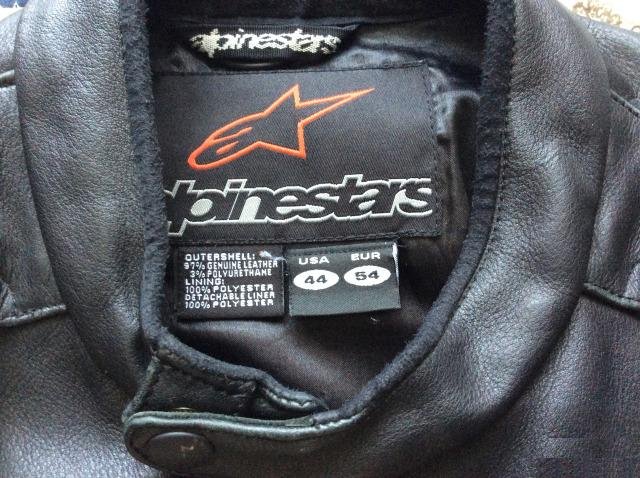 alpinestars
alpinestars
OUTERSHELL:
97% GENUINE LEATHER
3% POLYURETHANE
LINING:
100% POLYESTER
DETACHABLE LINER
100% POLYESTER
USA EUR
44 54